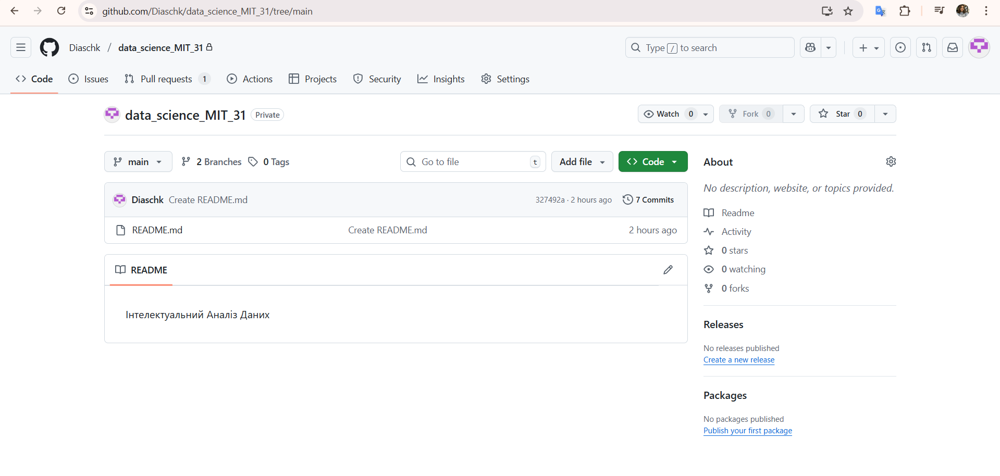 github.com/Diaschk/data_science_MIT_31/tree/main
Diaschk / data_science_MIT_31
Type / to search
Code Issues Pull requests 1 Actions Projects Security Insights Settings
data_science_MIT_31 Private
Watch 0 Fork 0 Star 0
main 2 Branches 0 Tags Go to file t Add file Code
Diaschk Create README.md 327492a · 2 hours ago 7 Commits
README.md Create README.md 2 hours ago
README
Інтелектуальний Аналіз Даних
About
No description, website, or topics provided.
Readme
Activity
0 stars
0 watching
0 forks
Releases
No releases published
Create a new release
Packages
No packages published
Publish your first package